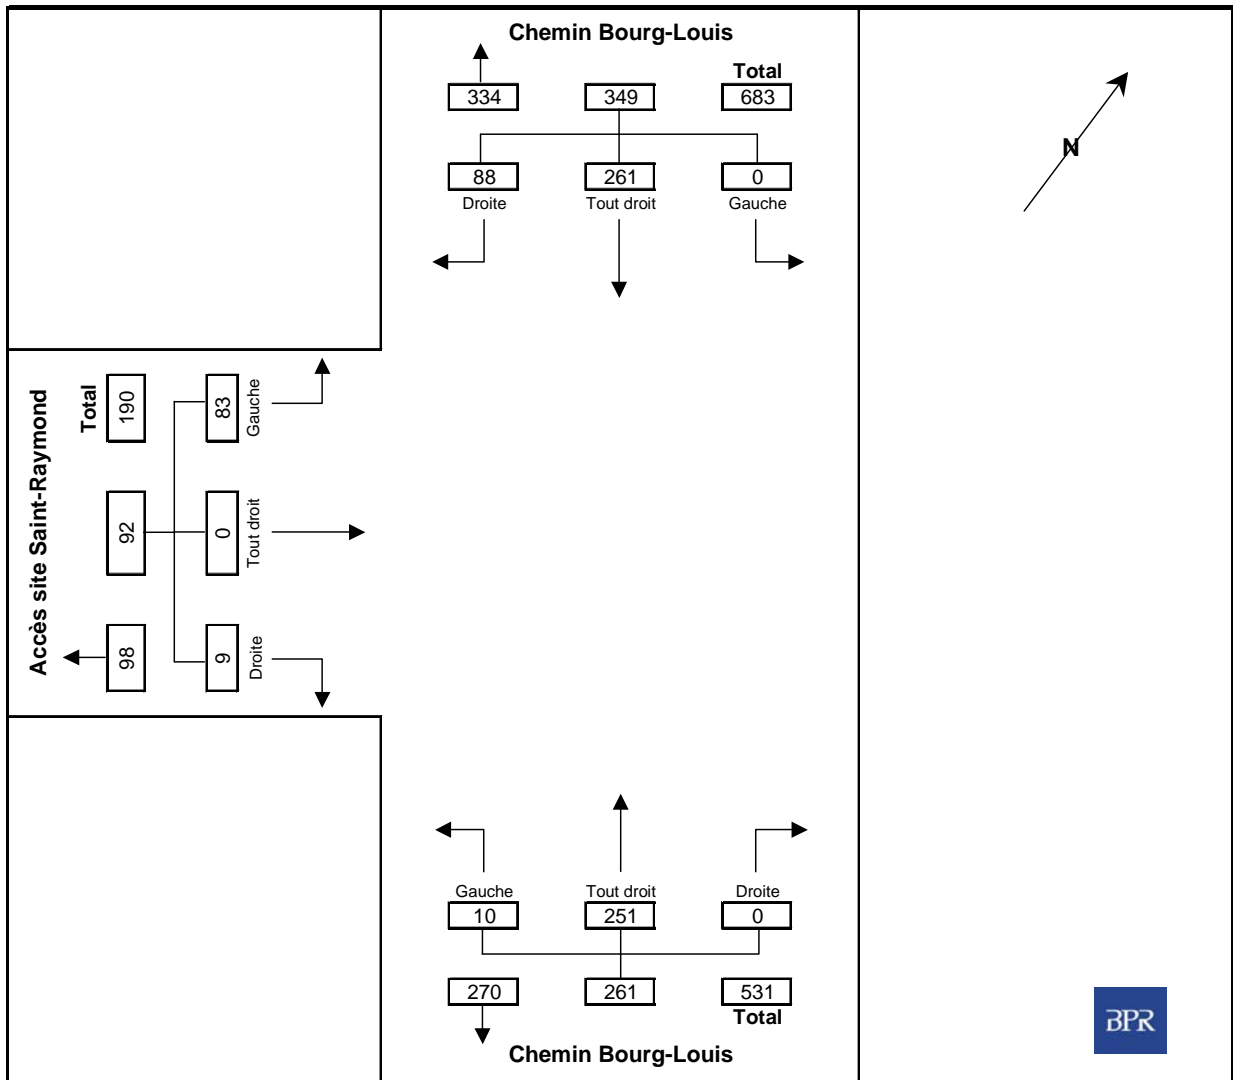 Chemin Bourg-Louis
Total
334 349 683
88 261 0
Droite Tout droit Gauche
N
Accès site Saint-Raymond
Total
190
92
98
83
Gauche
0
Tout droit
9
Droite
Gauche Tout droit Droite
10 251 0
270 261 531
Total
Chemin Bourg-Louis
BPR